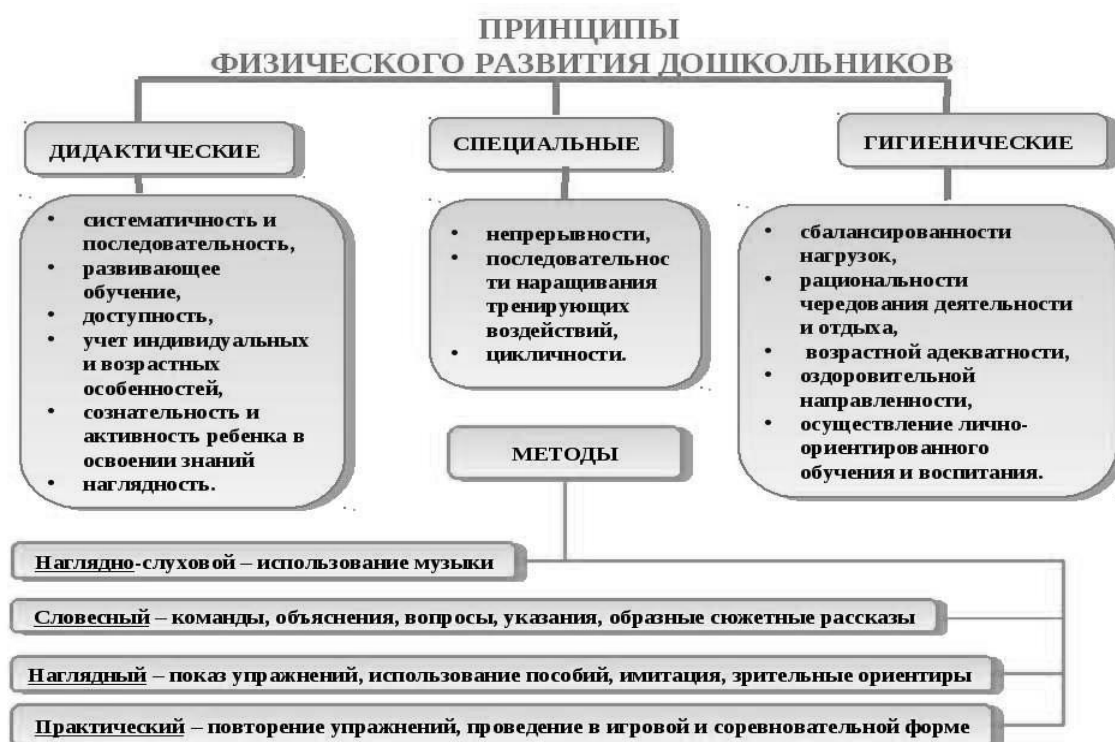 ПРИНЦИПЫ
ФИЗИЧЕСКОГО РАЗВИТИЯ ДОШКОЛЬНИКОВ
ДИДАКТИЧЕСКИЕ
• систематичность и
последовательность,
• развивающее
обучение,
• доступность,
• учет индивидуальных
и возрастных
особенностей,
• сознательность и
активность ребенка в
освоении знаний
• наглядность.
СПЕЦИАЛЬНЫЕ
• непрерывности,
• последовательнос
ти наращивания
тренирующих
воздействий,
• цикличности.
ГИГИЕНИЧЕСКИЕ
• сбалансированности
нагрузок,
• рациональности
чередования деятельности
и отдыха,
• возрастной адекватности,
• оздоровительной
направленности,
• осуществление лично-
ориентированного
обучения и воспитания.
МЕТОДЫ
Наглядно-слуховой – использование музыки
Словесный – команды, объяснения, вопросы, указания, образные сюжетные рассказы
Наглядный – показ упражнений, использование пособий, имитация, зрительные ориентиры
Практический – повторение упражнений, проведение в игровой и соревновательной форме